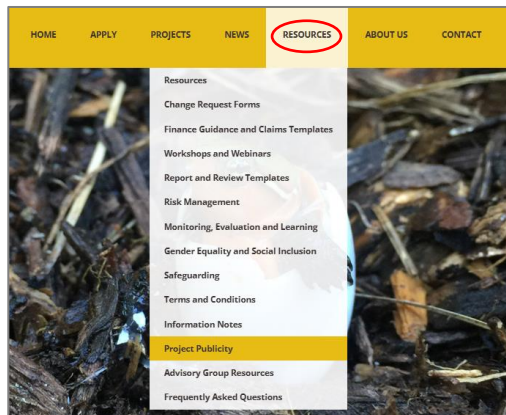 HOME APPLY PROJECTS NEWS RESOURCES ABOUT US CONTACT
Resources
Change Request Forms
Finance Guidance and Claims Templates
Workshops and Webinars
Report and Review Templates
Risk Management
Monitoring, Evaluation and Learning
Gender Equality and Social Inclusion
Safeguarding
Terms and Conditions
Information Notes
Project Publicity
Advisory Group Resources
Frequently Asked Questions